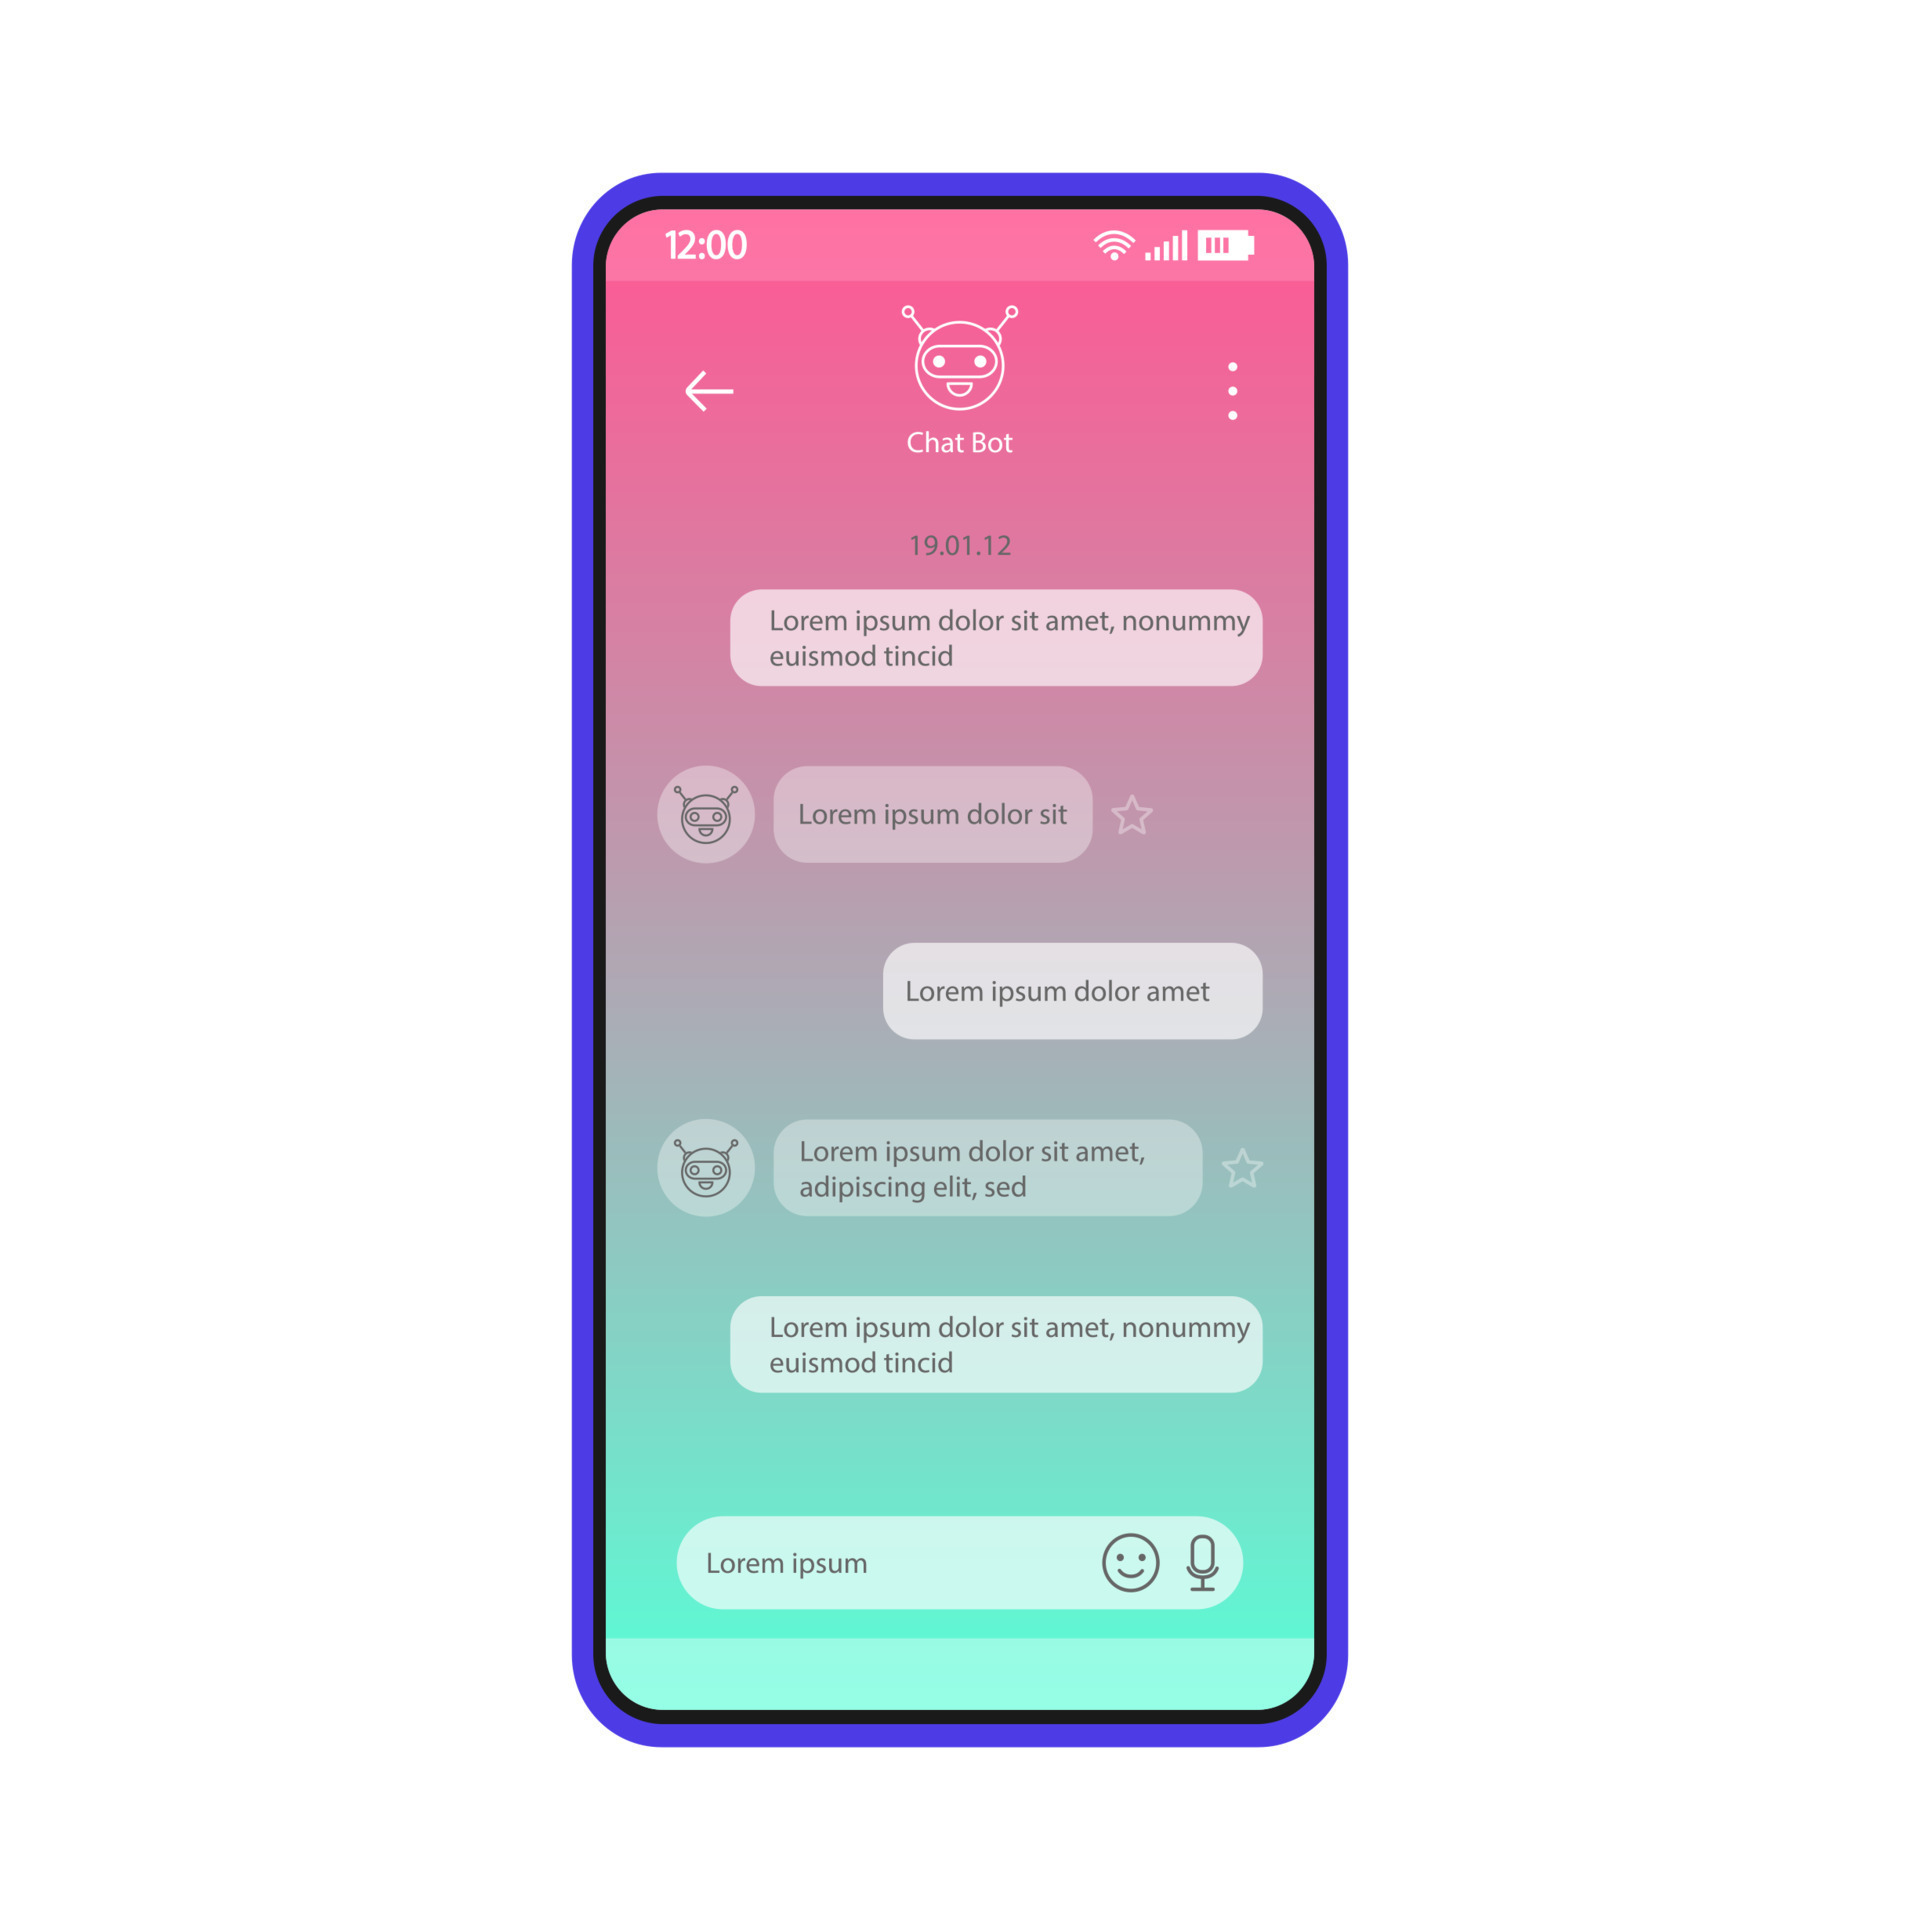 12:00
Chat Bot
19.01.12
Lorem ipsum dolor sit amet, nonummy
euismod tincid
Lorem ipsum dolor sit
Lorem ipsum dolor amet
Lorem ipsum dolor sit amet,
adipiscing elit, sed
Lorem ipsum dolor sit amet, nonummy
euismod tincid
Lorem ipsum